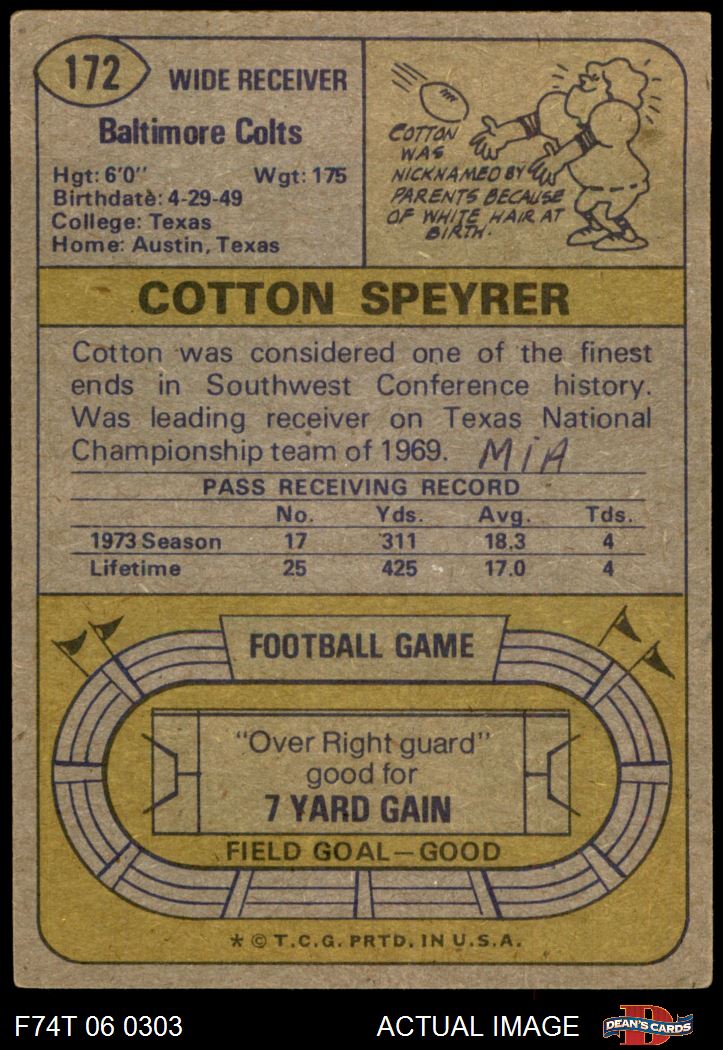 172
WIDE RECEIVER
Baltimore Colts
Hgt: 6'0" Wgt: 175
Birthdate: 4-29-49
College: Texas
Home: Austin, Texas
COTTON
WAS
NICKNAMED BY
PARENTS BECAUSE
OF WHITE HAIR AT
BIRTH.
COTTON SPEYRER
Cotton was considered one of the finest
ends in Southwest Conference history.
Was leading receiver on Texas National
Championship team of 1969. MIA
PASS RECEIVING RECORD
No. Yds. Avg. Tds.
1973 Season 17 311 18.3 4
Lifetime 25 425 17.0 4
FOOTBALL GAME
"Over Right guard"
good for
7 YARD GAIN
FIELD GOAL—GOOD
* © T.C.G. PRTD. IN U.S.A.
F74T 06 0303 ACTUAL IMAGE
D
DEAN'S CARDS